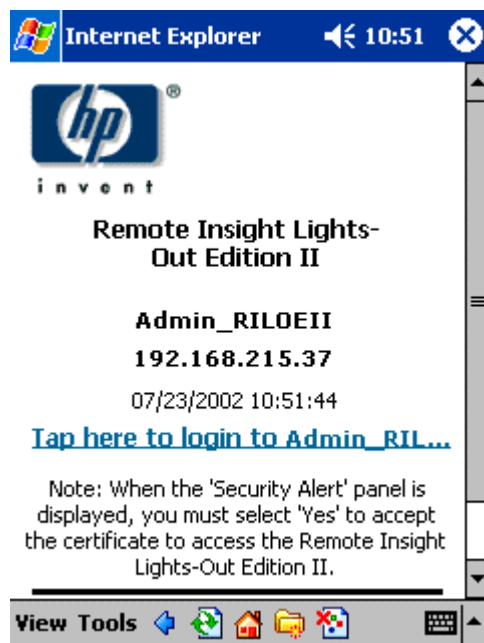 Internet Explorer 10:51
hp
®
invent
Remote Insight Lights-
Out Edition II
Admin_RILOEII
192.168.215.37
07/23/2002 10:51:44
Tap here to login to Admin_RIL...
Note: When the 'Security Alert' panel is
displayed, you must select 'Yes' to accept
the certificate to access the Remote Insight
Lights-Out Edition II.
View Tools